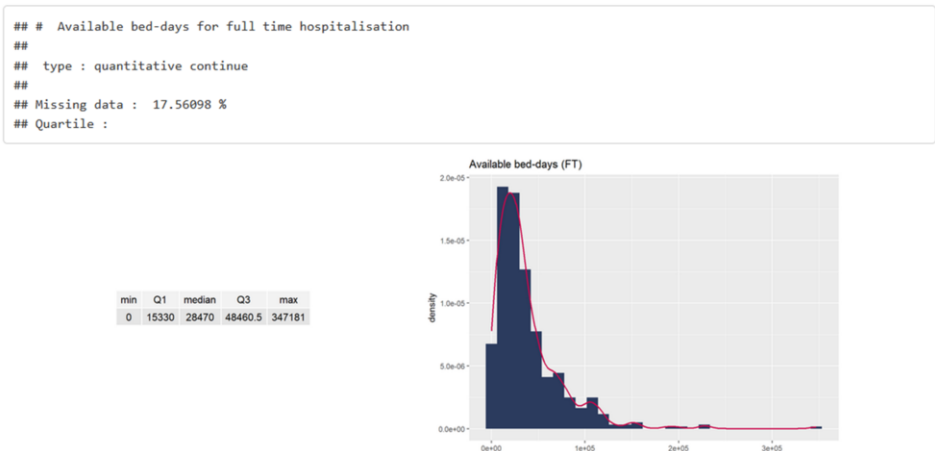 ## #  Available bed-days for full time hospitalisation
##
##  type : quantitative continue
##
## Missing data :  17.56098 %
## Quartile :
Available bed-days (FT)
2.0e-05
1.5e-05
1.0e-05
5.0e-06
0.0e+00
density
0e+00 1e+05 2e+05 3e+05
min Q1 median Q3 max
0 15330 28470 48460.5 347181